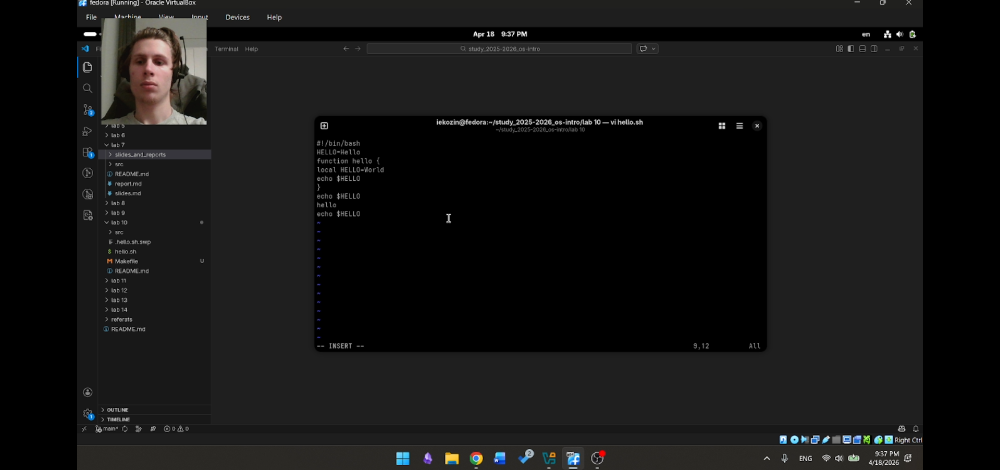 fedora [Running] - Oracle VirtualBox
File Machine View Input Devices Help
Apr 18 9:37 PM
en
Terminal Help
study_2025-2026_os-intro
2
1
lab 5
lab 6
lab 7
slides_and_reports
src
README.md
report.md
slides.md
lab 8
lab 9
lab 10
src
.hello.sh.swp
$ hello.sh
Makefile U
README.md
lab 11
lab 12
lab 13
lab 14
referats
README.md
OUTLINE
1
TIMELINE
main* 0 0
iekozin@fedora:~/study_2025-2026_os-intro/lab 10 — vi hello.sh
~/study_2025-2026_os-intro/lab 10
#!/bin/bash
HELLO=Hello
function hello {
local HELLO=World
echo $HELLO
}
echo $HELLO
hello
echo $HELLO
~
~
~
~
~
~
~
~
~
~
~
~
~
~
-- INSERT -- 9,12 All
Right Ctrl
2
ENG
9:37 PM
4/18/2026